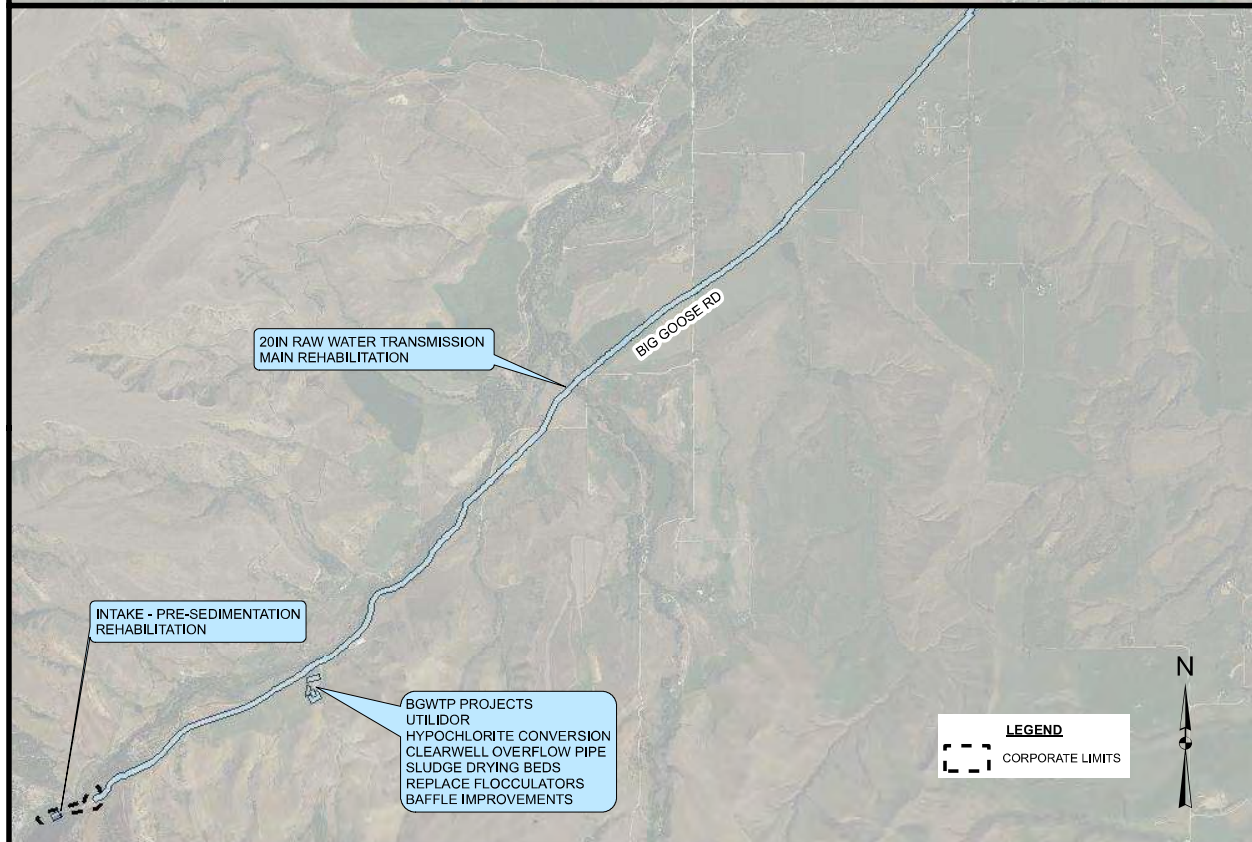 BIG GOOSE RD
20IN RAW WATER TRANSMISSION
MAIN REHABILITATION
INTAKE - PRE-SEDIMENTATION
REHABILITATION
BGWTP PROJECTS
UTILIDOR
HYPOCHLORITE CONVERSION
CLEARWELL OVERFLOW PIPE
SLUDGE DRYING BEDS
REPLACE FLOCCULATORS
BAFFLE IMPROVEMENTS
N
LEGEND
CORPORATE LIMITS